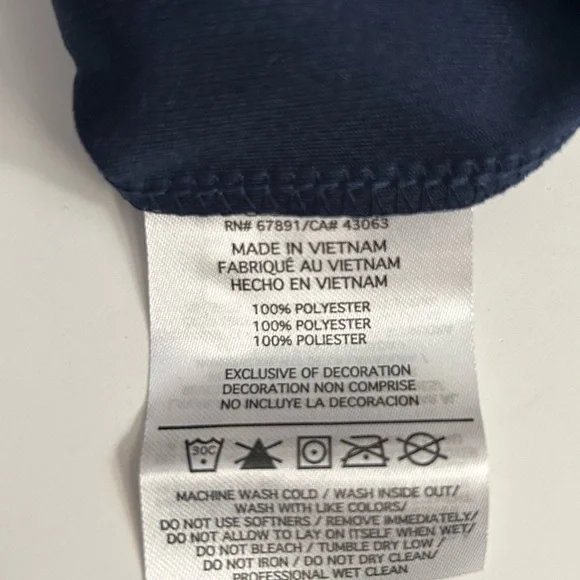 RN# 67891/CA# 43063
MADE IN VIETNAM
FABRIQUÉ AU VIETNAM
HECHO EN VIETNAM
100% POLYESTER
100% POLYESTER
100% POLIESTER
EXCLUSIVE OF DECORATION
DECORATION NON COMPRISE
NO INCLUYE LA DECORACION
30C
MACHINE WASH COLD / WASH INSIDE OUT/
WASH WITH LIKE COLORS/
DO NOT USE SOFTNERS / REMOVE IMMEDIATELY/
DO NOT ALLOW TO LAY ON ITSELF WHEN WET/
DO NOT BLEACH / TUMBLE DRY LOW /
DO NOT IRON / DO NOT DRY CLEAN/
PROFESSIONAL WET CLEAN